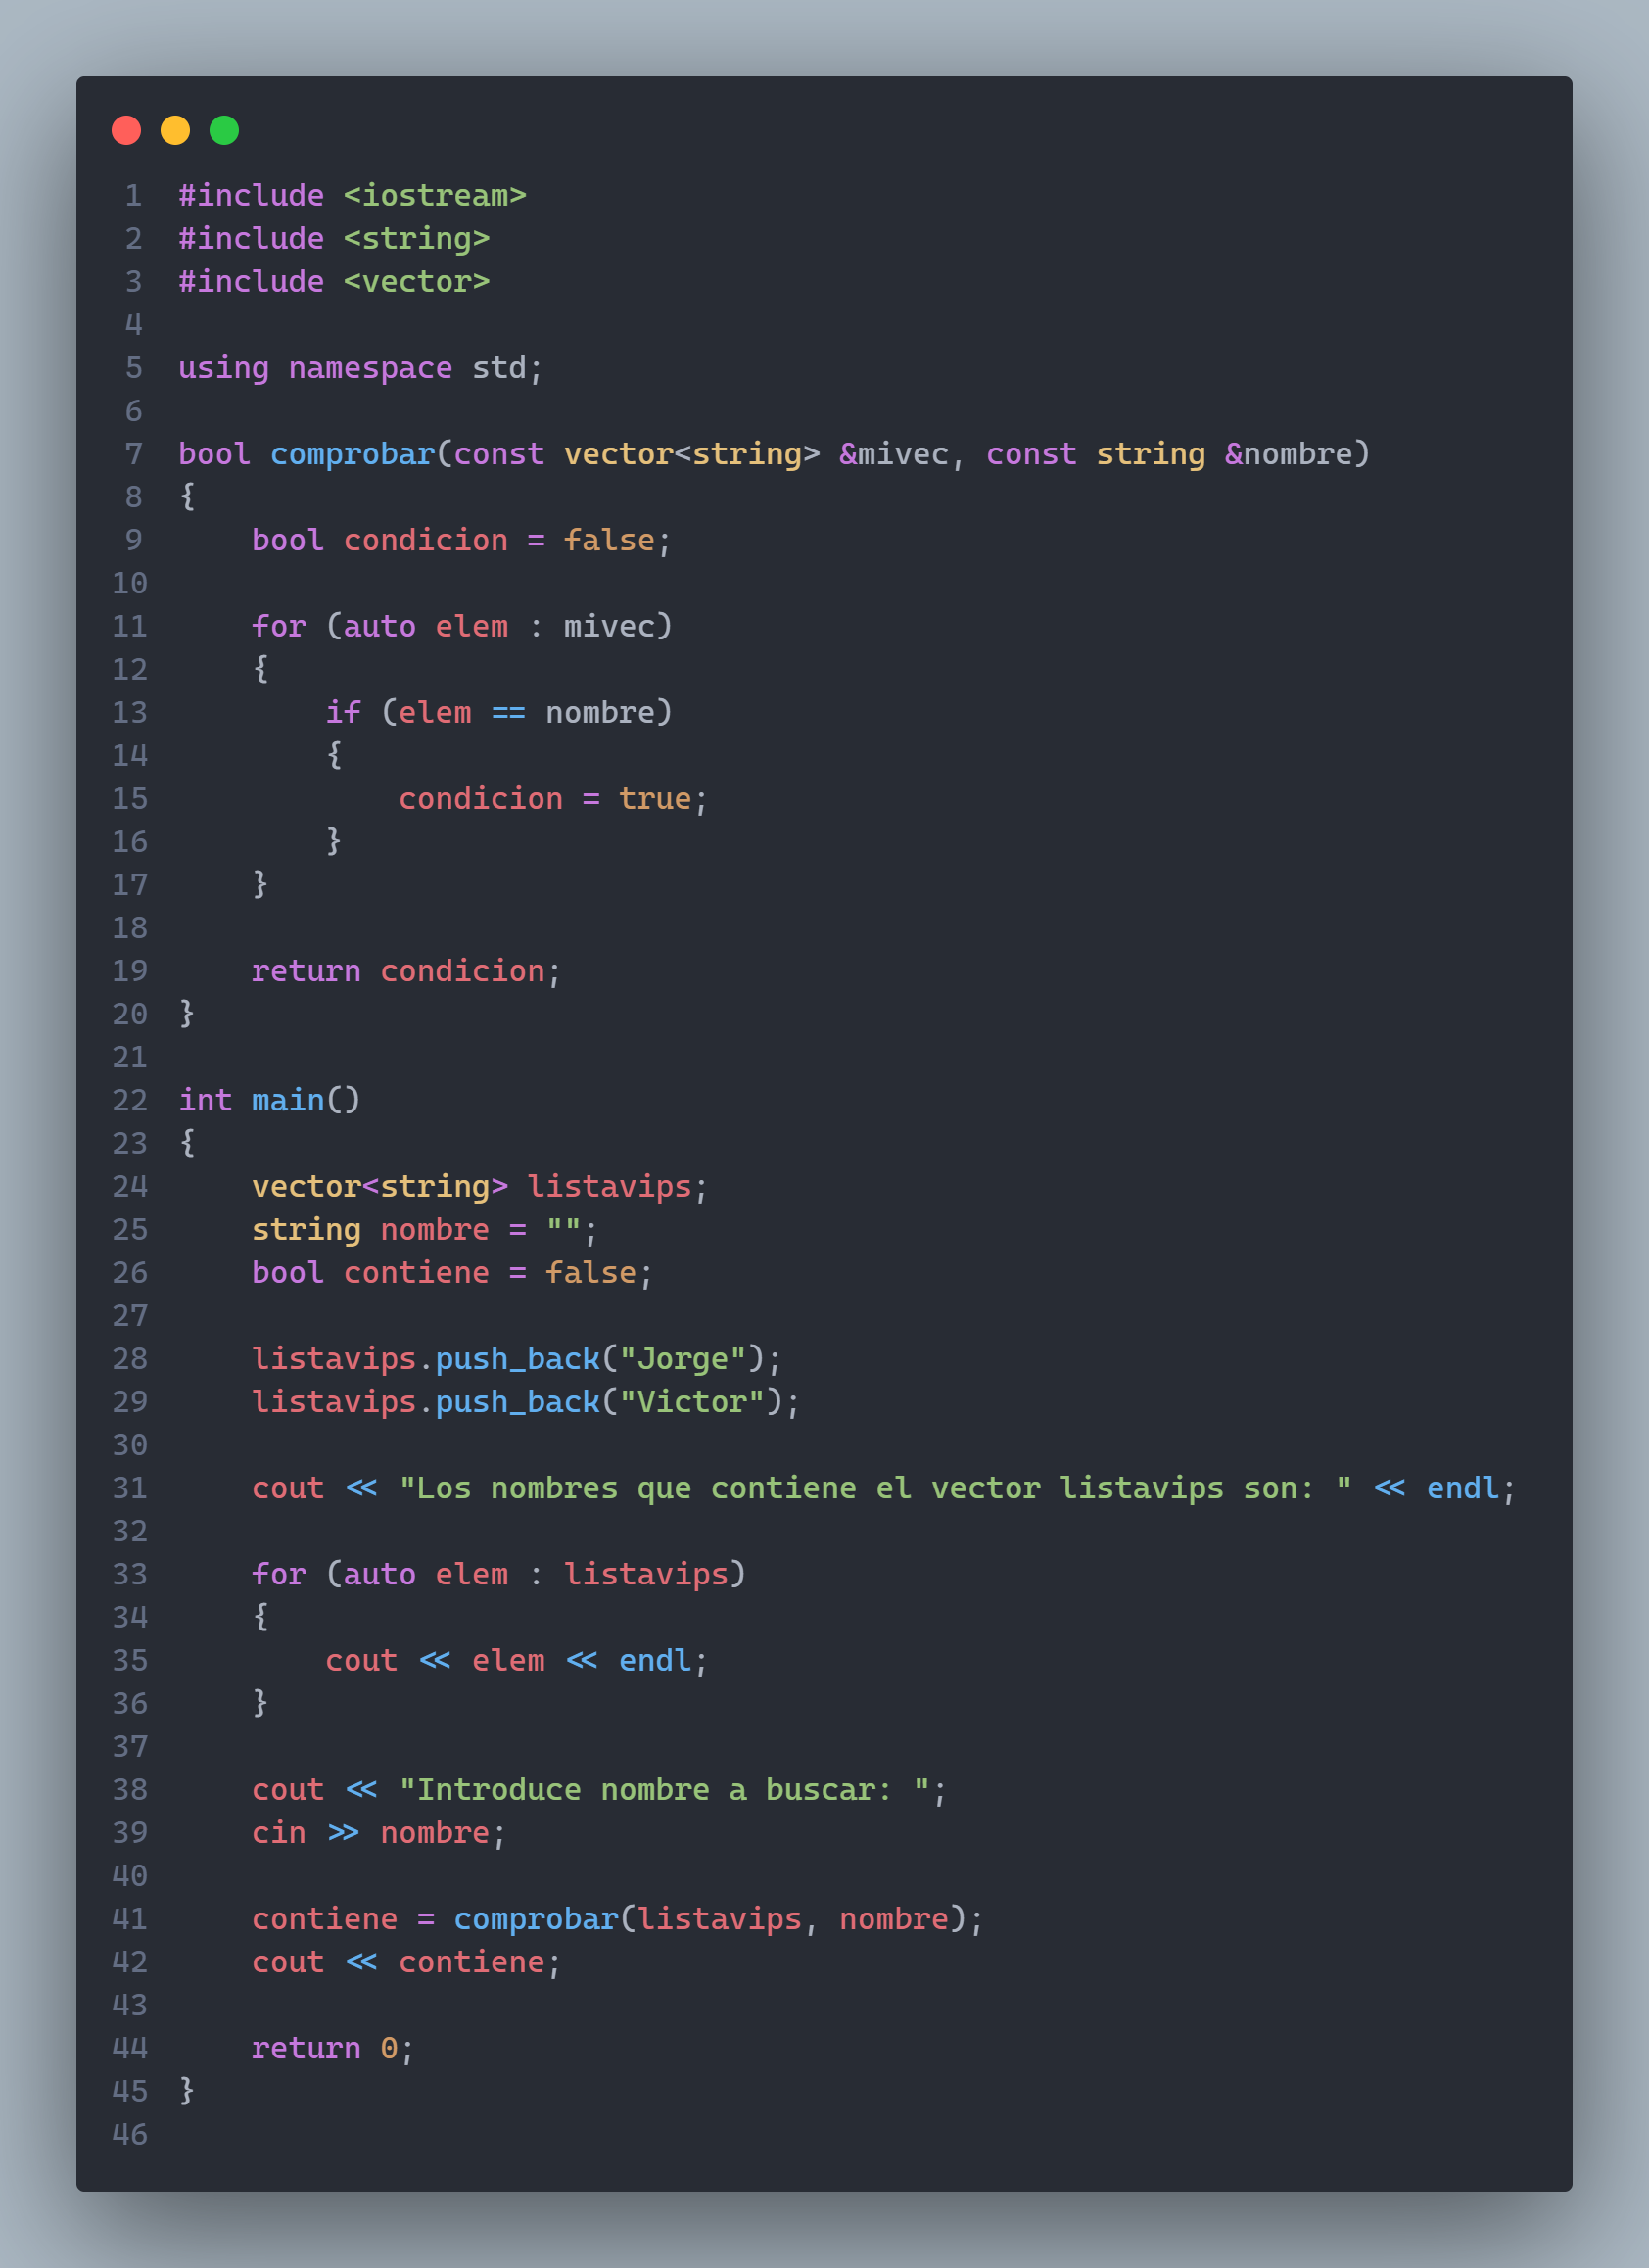 1 #include <iostream>
2 #include <string>
3 #include <vector>
4
5 using namespace std;
6
7 bool comprobar(const vector<string> &mivec, const string &nombre)
8 {
9     bool condicion = false;
10
11     for (auto elem : mivec)
12     {
13         if (elem == nombre)
14         {
15             condicion = true;
16         }
17     }
18
19     return condicion;
20 }
21
22 int main()
23 {
24     vector<string> listavips;
25     string nombre = "";
26     bool contiene = false;
27
28     listavips.push_back("Jorge");
29     listavips.push_back("Victor");
30
31     cout << "Los nombres que contiene el vector listavips son: " << endl;
32
33     for (auto elem : listavips)
34     {
35         cout << elem << endl;
36     }
37
38     cout << "Introduce nombre a buscar: ";
39     cin >> nombre;
40
41     contiene = comprobar(listavips, nombre);
42     cout << contiene;
43
44     return 0;
45 }
46